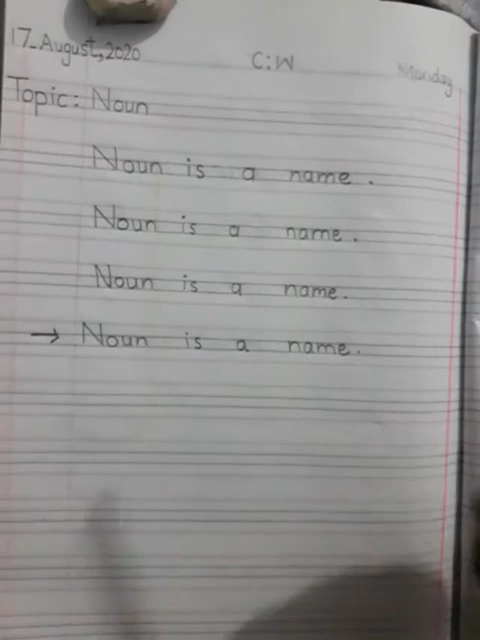 17-August,2020 C:W Monday
Topic: Noun
Noun is a name.
Noun is a name.
Noun is a name.
→ Noun is a name.